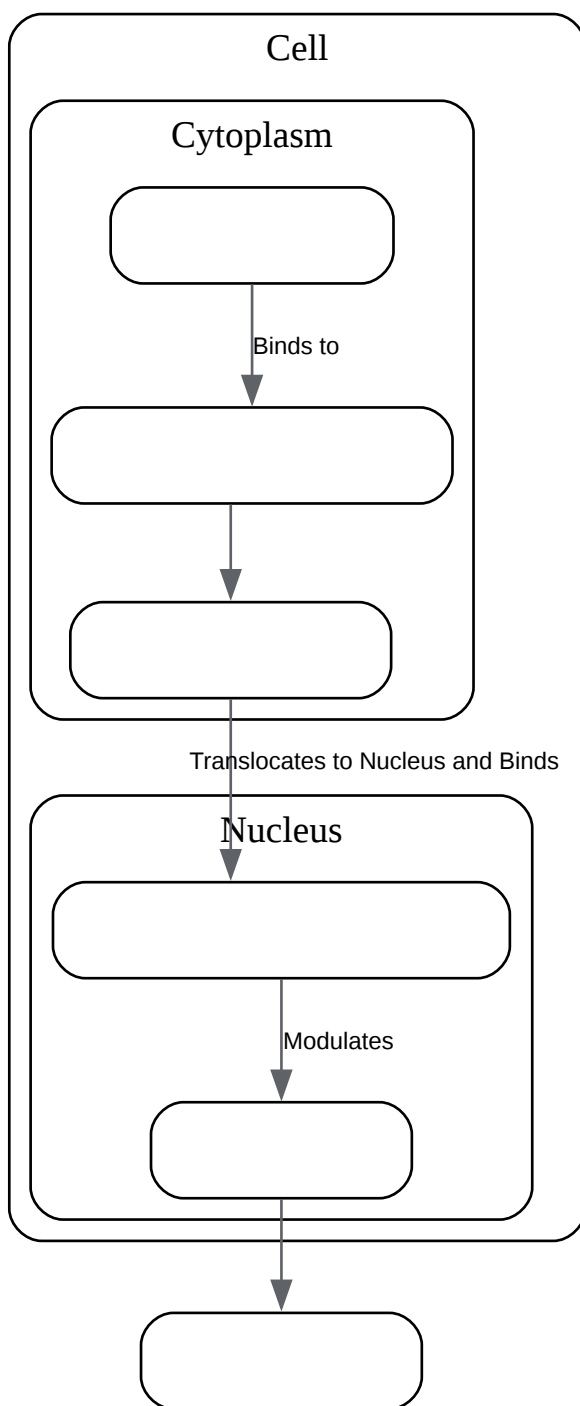 Cell
Cytoplasm
Binds to
Translocates to Nucleus and Binds
Nucleus
Modulates